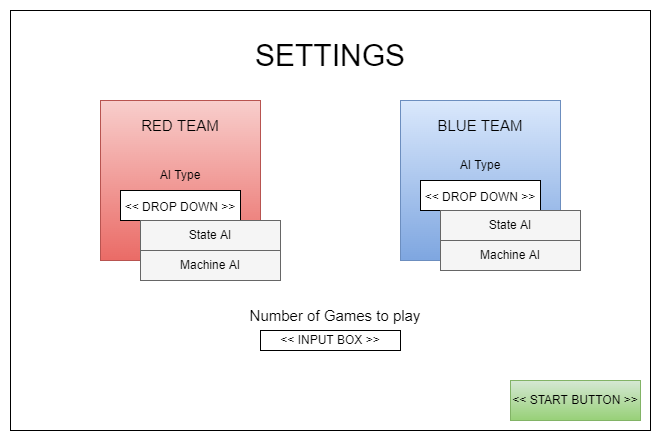 SETTINGS
RED TEAM
AI Type
<< DROP DOWN >>
State AI
Machine AI
BLUE TEAM
AI Type
<< DROP DOWN >>
State AI
Machine AI
Number of Games to play
<< INPUT BOX >>
<< START BUTTON >>